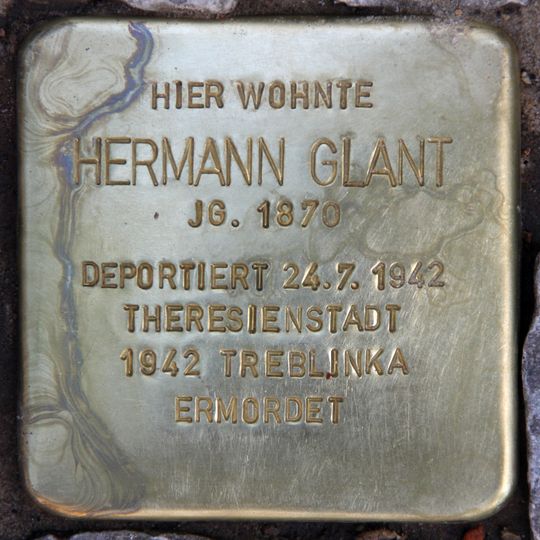 HIER WOHNTE
HERMANN GLANT
JG. 1870
DEPORTIERT 24.7. 1942
THERESIENSTADT
1942 TREBLINKA
ERMORDET